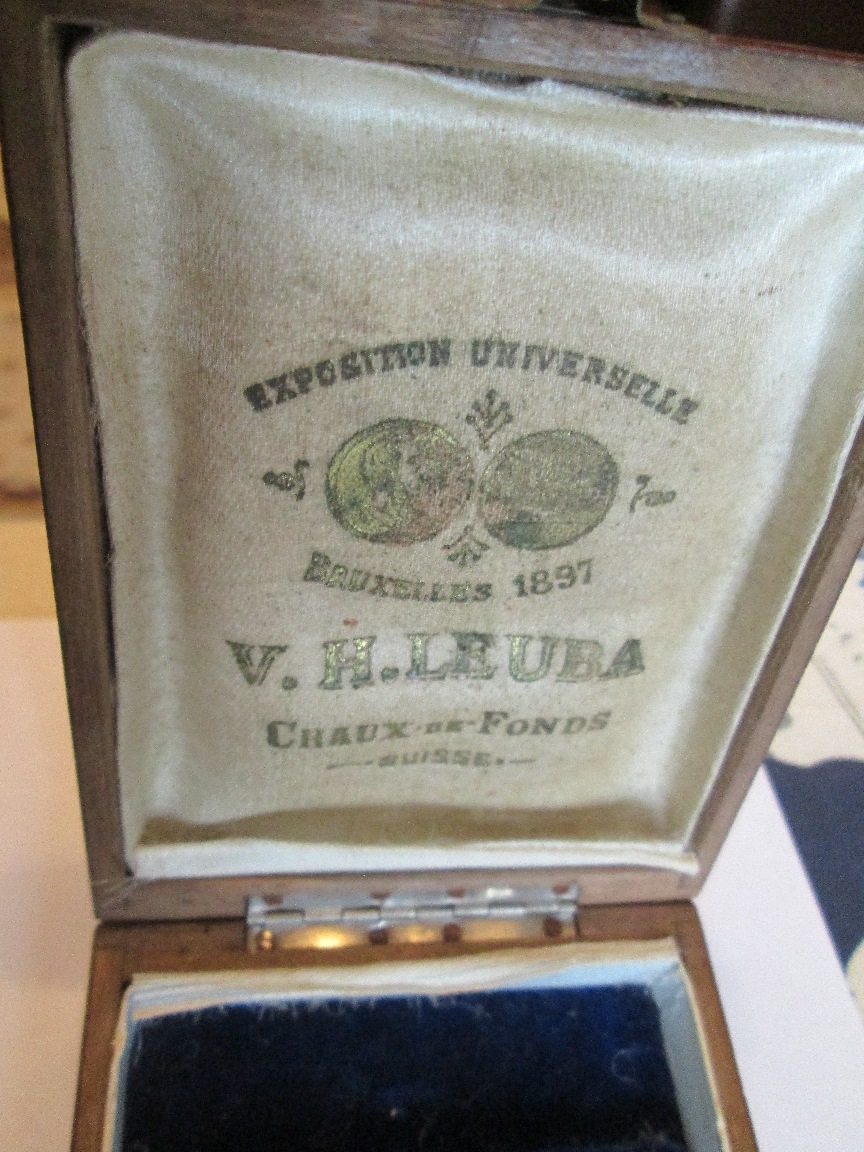 EXPOSITION UNIVERSELLE
BRUXELLES 1897
V. H. LEUBA
CHAUX-DE-FONDS
SUISSE.